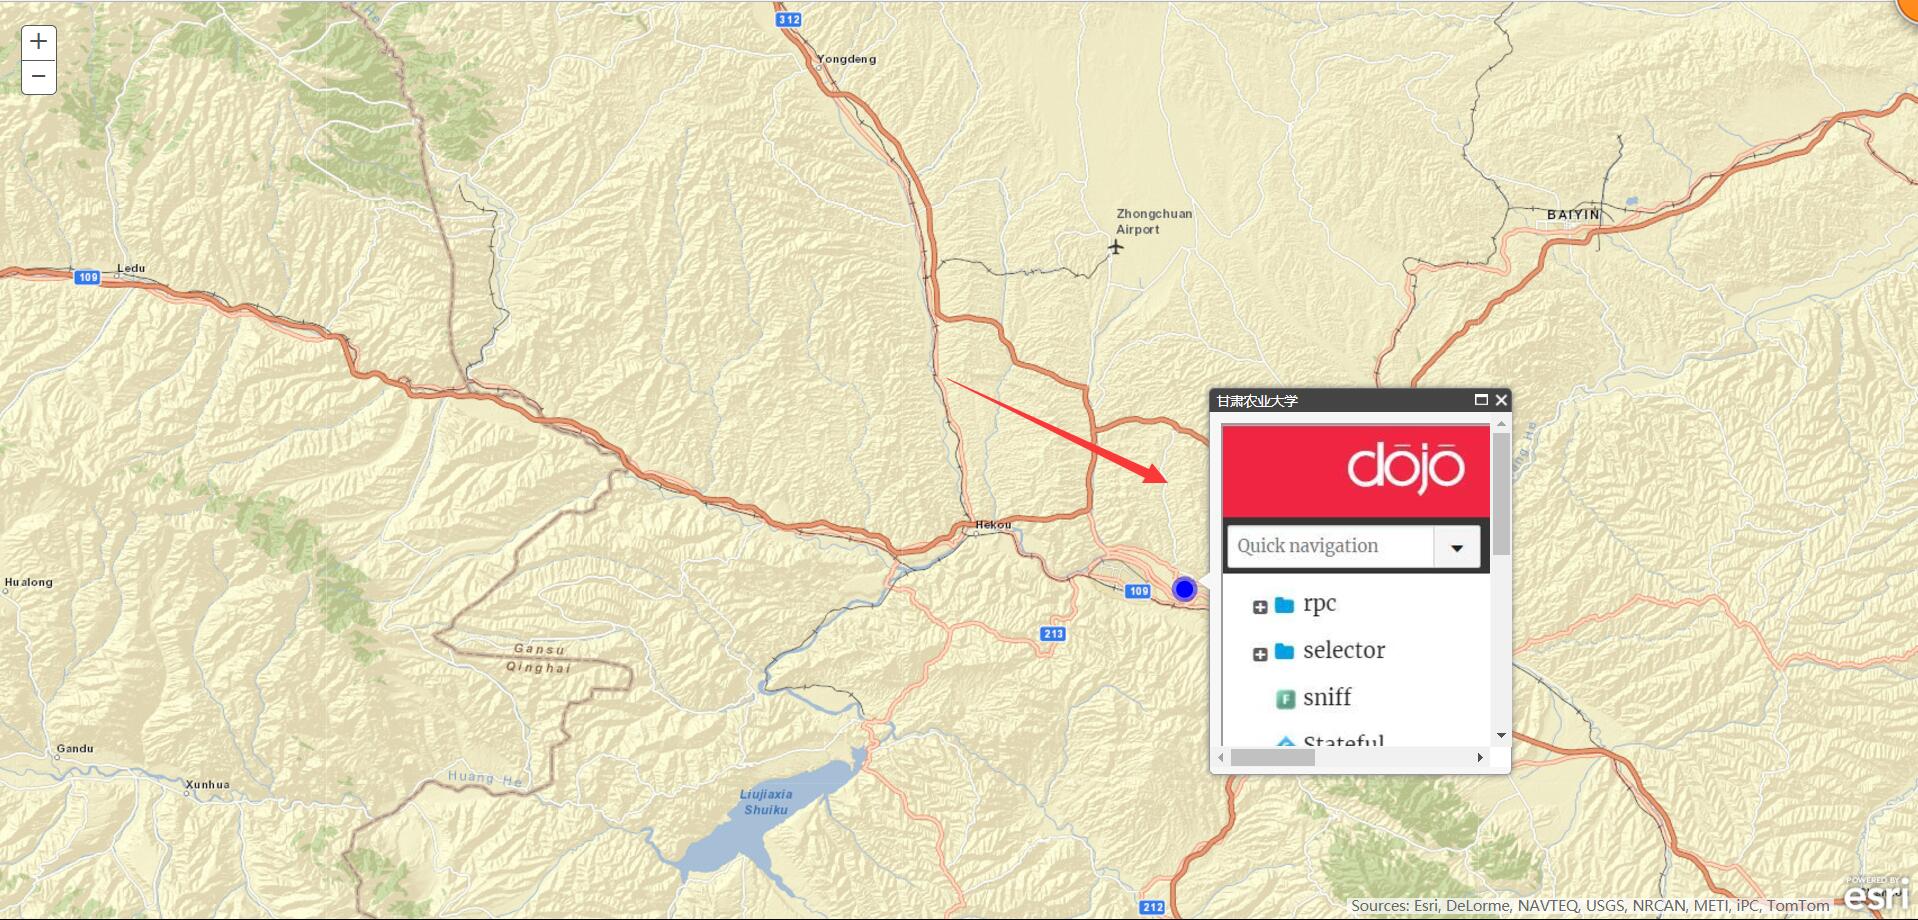 312
Yongdeng
Zhongchuan
Airport
BAIYIN
Ledu
109
甘肃农业大学
dōjō
Quick navigation
Hekou
rpc
109
Hualong
213
selector
Gansu
Qinghai
sniff
Stateful
Gandu
Huang He
Xunhua
Liujiaxia
Shuiku
POWERED BY
esri
212
Sources: Esri, DeLorme, NAVTEQ, USGS, NRCAN, METI, iPC, TomTom